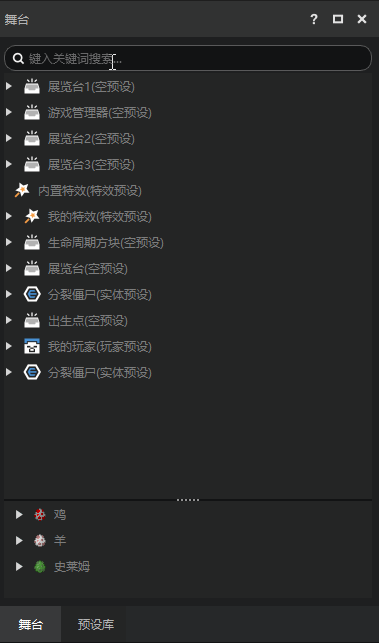 舞台
?
键入关键词搜索...
展览台1(空预设)
游戏管理器(空预设)
展览台2(空预设)
展览台3(空预设)
内置特效(特效预设)
我的特效(特效预设)
生命周期方块(空预设)
展览台(空预设)
分裂僵尸(实体预设)
出生点(空预设)
我的玩家(玩家预设)
分裂僵尸(实体预设)
鸡
羊
史莱姆
舞台 预设库